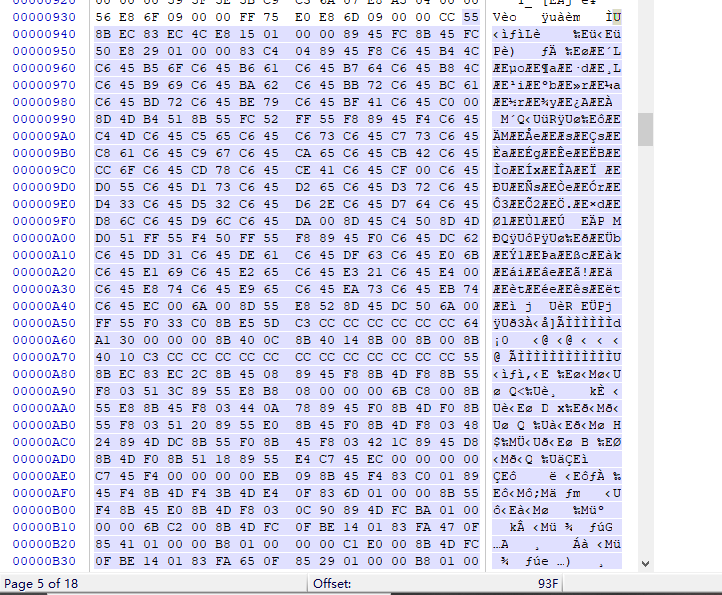 00000930 56 E8 6F 09 00 00 FF 75 E0 E8 6D 09 00 00 CC 55 Vèo ÿuàèm ÌU
00000940 8B EC 83 EC 4C E8 15 01 00 00 89 45 FC 8B 45 FC ‹ìƒìLè ‰Eü‹Eü
00000950 50 E8 29 01 00 00 83 C4 04 89 45 F8 C6 45 B4 4C Pè) ƒÄ ‰EøÆE´L
00000960 C6 45 B5 6F C6 45 B6 61 C6 45 B7 64 C6 45 B8 4C ÆEµoÆE¶aÆE·dÆE¸L
00000970 C6 45 B9 69 C6 45 BA 62 C6 45 BB 72 C6 45 BC 61 ÆE¹iÆEºbÆE»rÆE¼a
00000980 C6 45 BD 72 C6 45 BE 79 C6 45 BF 41 C6 45 C0 00 ÆE½rÆE¾yÆE¿AÆEÀ
00000990 8D 4D B4 51 8B 55 FC 52 FF 55 F8 89 45 F4 C6 45 M´Q‹UüRÿUø‰EôÆE
000009A0 C4 4D C6 45 C5 65 C6 45 C6 73 C6 45 C7 73 C6 45 ÄMÆEÅeÆEÆsÆEÇsÆE
000009B0 C8 61 C6 45 C9 67 C6 45 CA 65 C6 45 CB 42 C6 45 ÈaÆEÉgÆEÊeÆEËBÆE
000009C0 CC 6F C6 45 CD 78 C6 45 CE 41 C6 45 CF 00 C6 45 ÌoÆEÍxÆEÎAÆEÏ ÆE
000009D0 D0 55 C6 45 D1 73 C6 45 D2 65 C6 45 D3 72 C6 45 ÐUÆEÑsÆEÒeÆEÓrÆE
000009E0 D4 33 C6 45 D5 32 C6 45 D6 2E C6 45 D7 64 C6 45 Ô3ÆEÕ2ÆEÖ.ÆE×dÆE
000009F0 D8 6C C6 45 D9 6C C6 45 DA 00 8D 45 C4 50 8D 4D ØlÆEÙlÆEÚ EÄP M
00000A00 D0 51 FF 55 F4 50 FF 55 F8 89 45 F0 C6 45 DC 62 ÐQÿUôPÿUø‰EðÆEÜb
00000A10 C6 45 DD 31 C6 45 DE 61 C6 45 DF 63 C6 45 E0 6B ÆEÝ1ÆEÞaÆEßcÆEàk
00000A20 C6 45 E1 69 C6 45 E2 65 C6 45 E3 21 C6 45 E4 00 ÆEáiÆEâeÆEã!ÆEä
00000A30 C6 45 E8 74 C6 45 E9 65 C6 45 EA 73 C6 45 EB 74 ÆEètÆEéeÆEêsÆEët
00000A40 C6 45 EC 00 6A 00 8D 55 E8 52 8D 45 DC 50 6A 00 ÆEì j UèR EÜPj
00000A50 FF 55 F0 33 C0 8B E5 5D C3 CC CC CC CC CC CC 64 ÿUð3À‹å]ÃÌÌÌÌÌÌd
00000A60 A1 30 00 00 00 8B 40 0C 8B 40 14 8B 00 8B 00 8B ¡0 ‹@ ‹@ ‹ ‹ ‹
00000A70 40 10 C3 CC CC CC CC CC CC CC CC CC CC CC CC 55 @ ÃÌÌÌÌÌÌÌÌÌÌÌÌU
00000A80 8B EC 83 EC 2C 8B 45 08 89 45 F8 8B 4D F8 8B 55 ‹ìƒì,‹E ‰Eø‹Mø‹U
00000A90 F8 03 51 3C 89 55 E8 B8 08 00 00 00 6B C8 00 8B ø Q<‰Uè¸ kÈ ‹
00000AA0 55 E8 8B 45 F8 03 44 0A 78 89 45 F0 8B 4D F0 8B Uè‹Eø D x‰Eð‹Mð‹
00000AB0 55 F8 03 51 20 89 55 E0 8B 45 F0 8B 4D F8 03 48 Uø Q ‰Uà‹Eð‹Mø H
00000AC0 24 89 4D DC 8B 55 F0 8B 45 F8 03 42 1C 89 45 D8 $‰MÜ‹Uð‹Eø B ‰EØ
00000AD0 8B 4D F0 8B 51 18 89 55 E4 C7 45 EC 00 00 00 00 ‹Mð‹Q ‰UäÇEì
00000AE0 C7 45 F4 00 00 00 00 EB 09 8B 45 F4 83 C0 01 89 ÇEô ë ‹EôƒÀ ‰
00000AF0 45 F4 8B 4D F4 3B 4D E4 0F 83 6D 01 00 00 8B 55 Eô‹Mô;Mä ƒm ‹U
00000B00 F4 8B 45 E0 8B 4D F8 03 0C 90 89 4D FC BA 01 00 ô‹Eà‹Mø ‰Müº
00000B10 00 00 6B C2 00 8B 4D FC 0F BE 14 01 83 FA 47 0F kÂ ‹Mü ¾ ƒúG
00000B20 85 41 01 00 00 B8 01 00 00 00 C1 E0 00 8B 4D FC …A ¸ Áà ‹Mü
00000B30 0F BE 14 01 83 FA 65 0F 85 29 01 00 00 B8 01 00 ¾ ƒúe …) ¸
Page 5 of 18 Offset: 93F